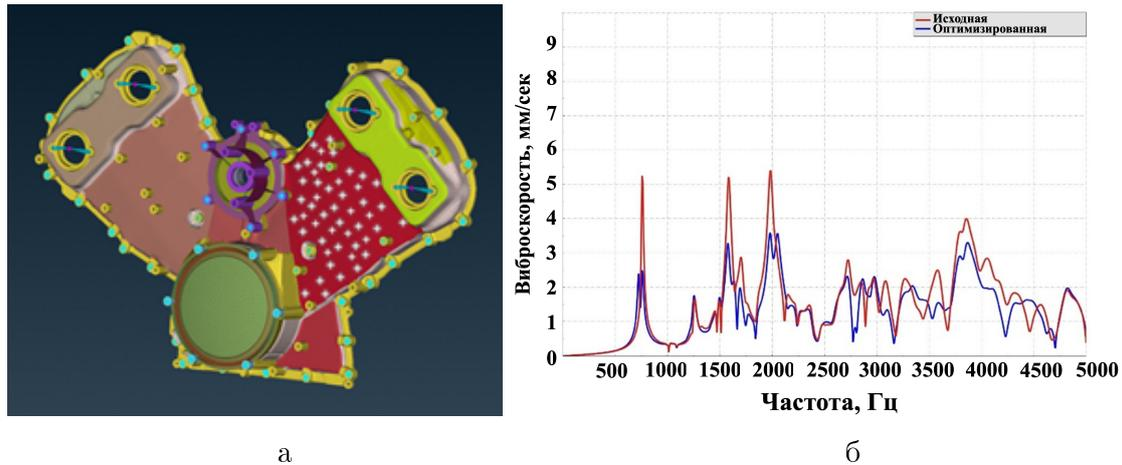 Исходная
Оптимизированная
Виброскорость, мм/сек
9
8
7
6
5
4
3
2
1
0
500 1000 1500 2000 2500 3000 3500 4000 4500 5000
Частота, Гц
а б